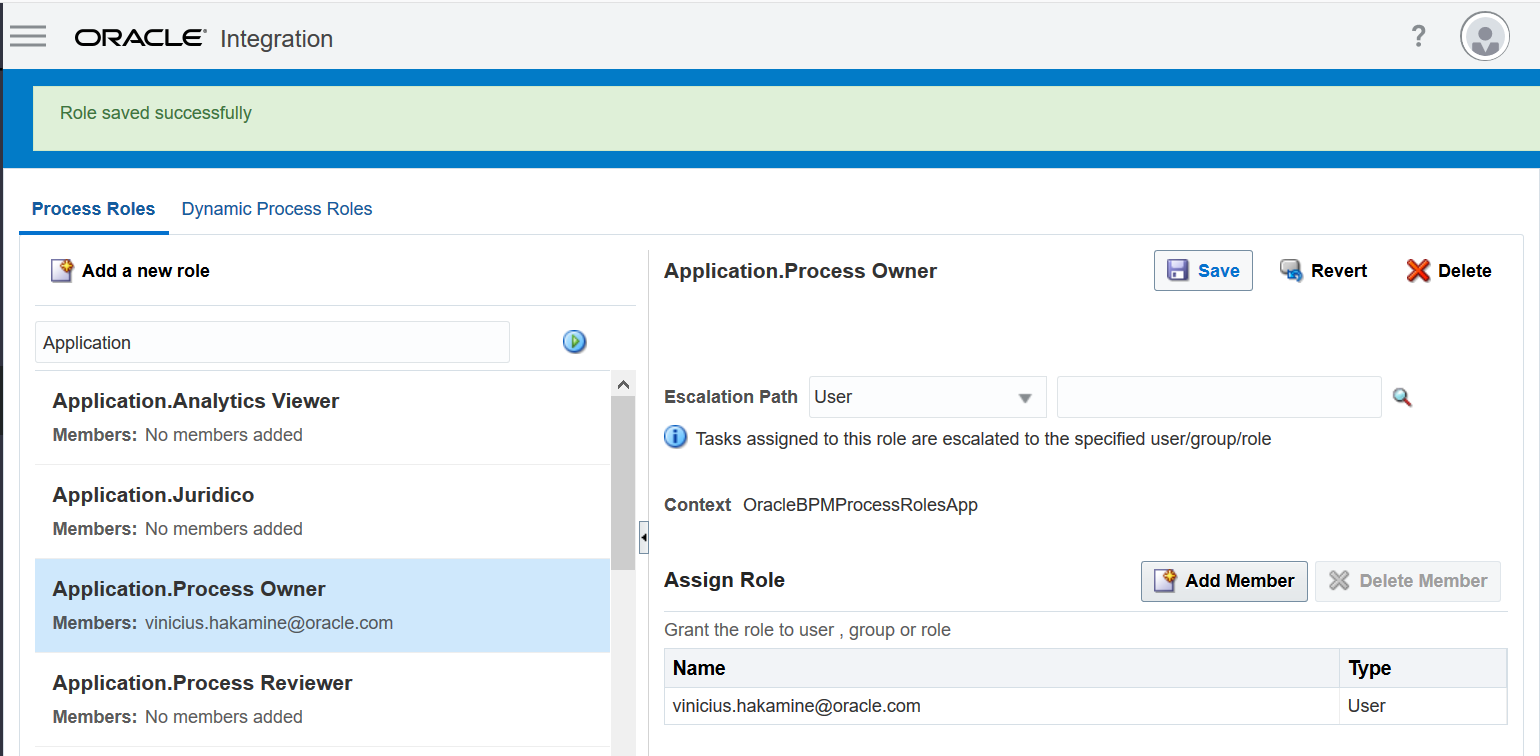 ORACLE Integration
?
Role saved successfully
Process Roles Dynamic Process Roles
Add a new role
Application
Application.Analytics Viewer
Members: No members added
Application.Juridico
Members: No members added
Application.Process Owner
Members: vinicius.hakamine@oracle.com
Application.Process Reviewer
Members: No members added
Application.Process Owner
Save Revert Delete
Escalation Path User
Tasks assigned to this role are escalated to the specified user/group/role
Context OracleBPMProcessRolesApp
Assign Role
Add Member Delete Member
Grant the role to user , group or role
Name Type
vinicius.hakamine@oracle.com User